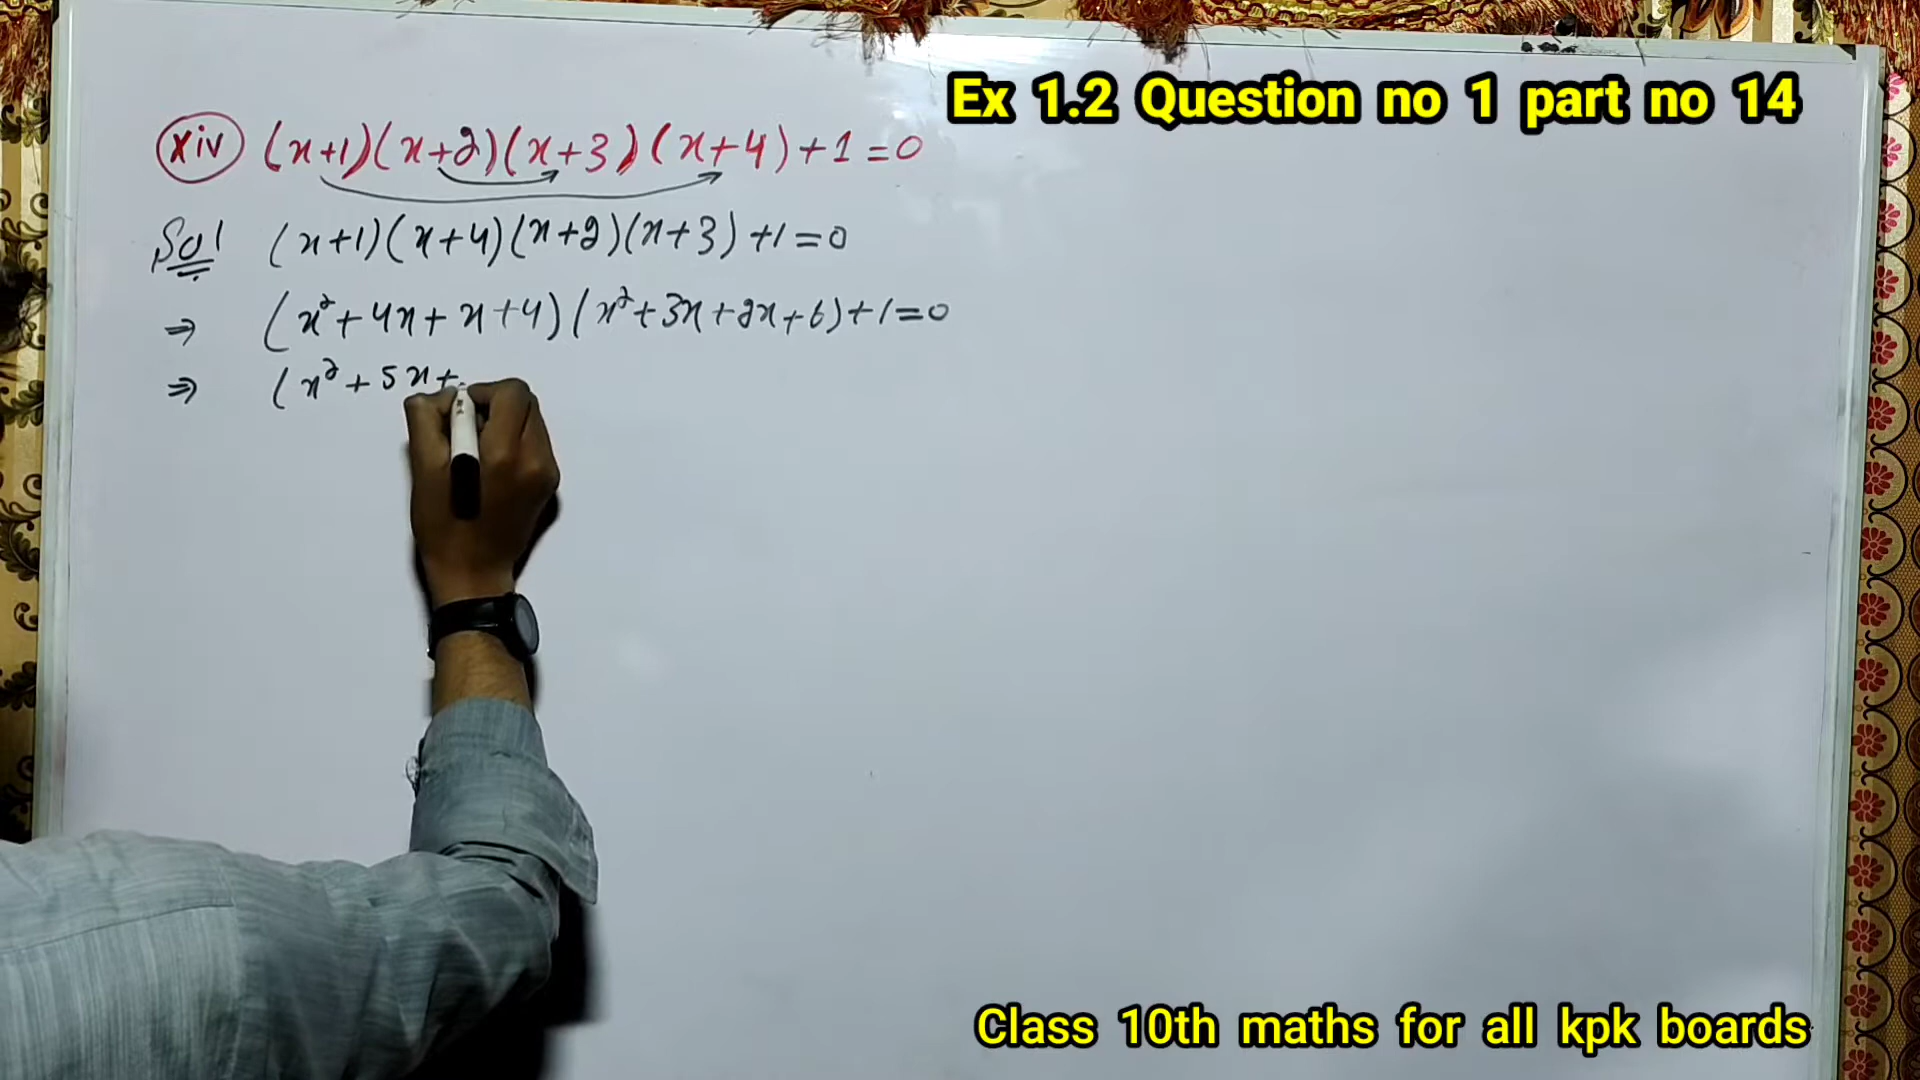 Ex 1.2 Question no 1 part no 14
(xiv) (x+1)(x+2)(x+3)(x+4)+1=0
Sol (x+1)(x+4)(x+2)(x+3)+1=0
⇒ (x²+4x+x+4)(x²+3x+2x+6)+1=0
⇒ (x²+5x+
Class 10th maths for all kpk boards